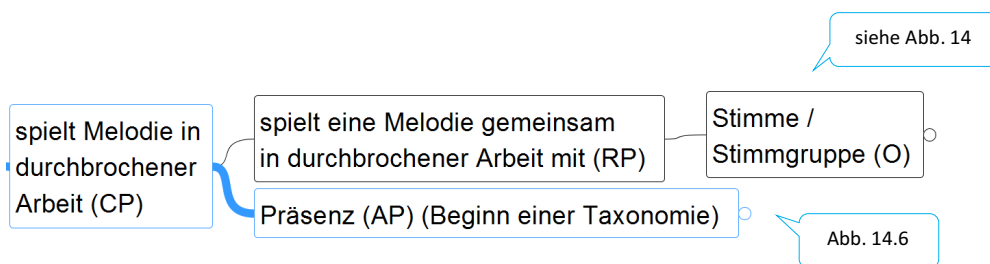 siehe Abb. 14
spielt Melodie in
durchbrochener
Arbeit (CP)
spielt eine Melodie gemeinsam
in durchbrochener Arbeit mit (RP)
Stimme /
Stimmgruppe (O)
Präsenz (AP) (Beginn einer Taxonomie)
Abb. 14.6